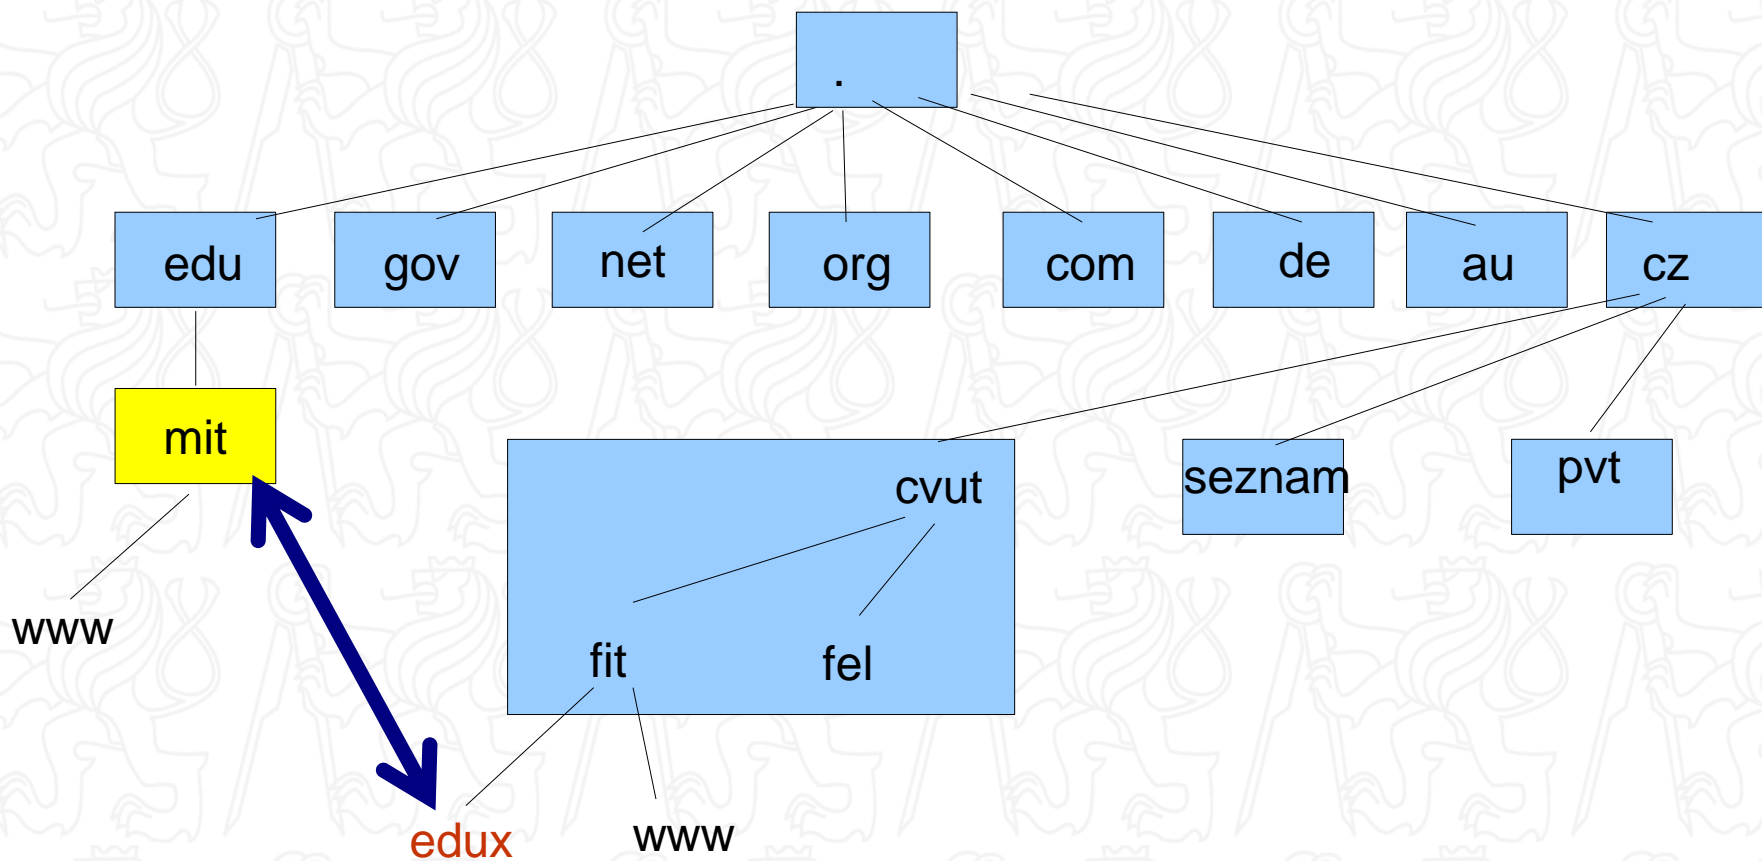 .
edu
gov
net
org
com
de
au
cz
mit
cvut
seznam
pvt
www
fit
fel
edux
www